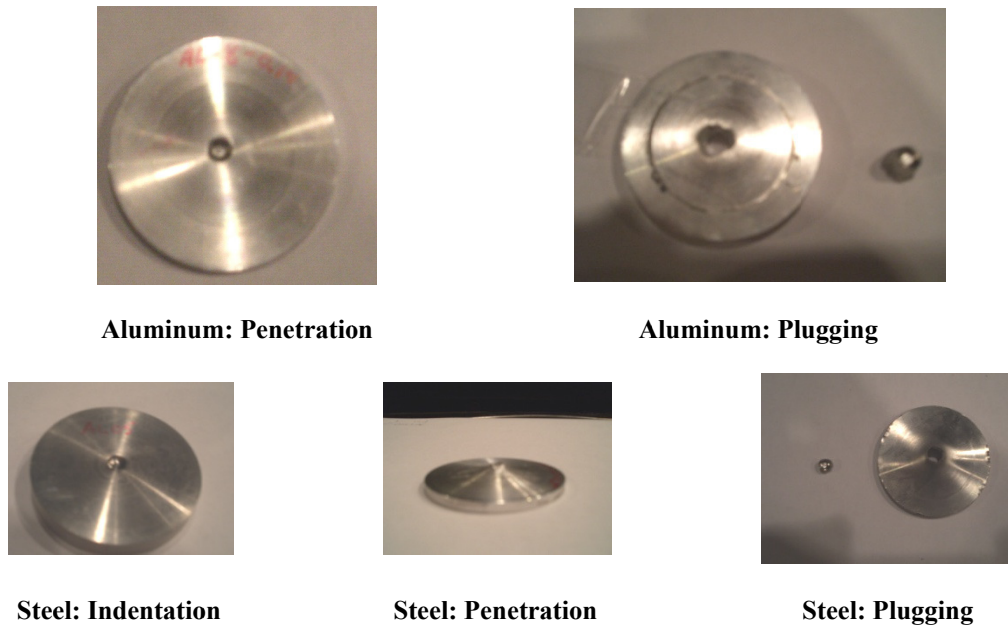 Aluminum: Penetration
Aluminum: Plugging
Steel: Indentation
Steel: Penetration
Steel: Plugging